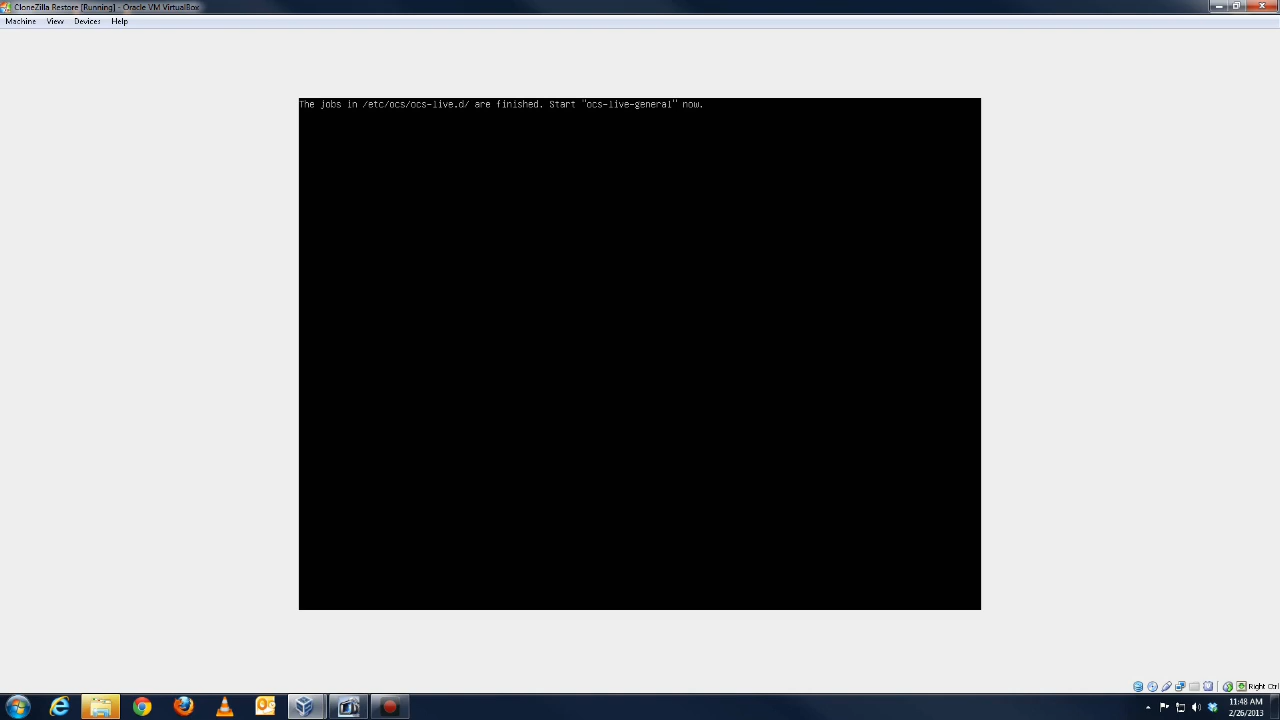 CloneZilla Restore [Running] - Oracle VM VirtualBox
Machine View Devices Help
The jobs in /etc/ocs/ocs-live.d/ are finished. Start "ocs-live-general" now.
Right Ctrl
11:48 AM
2/26/2013